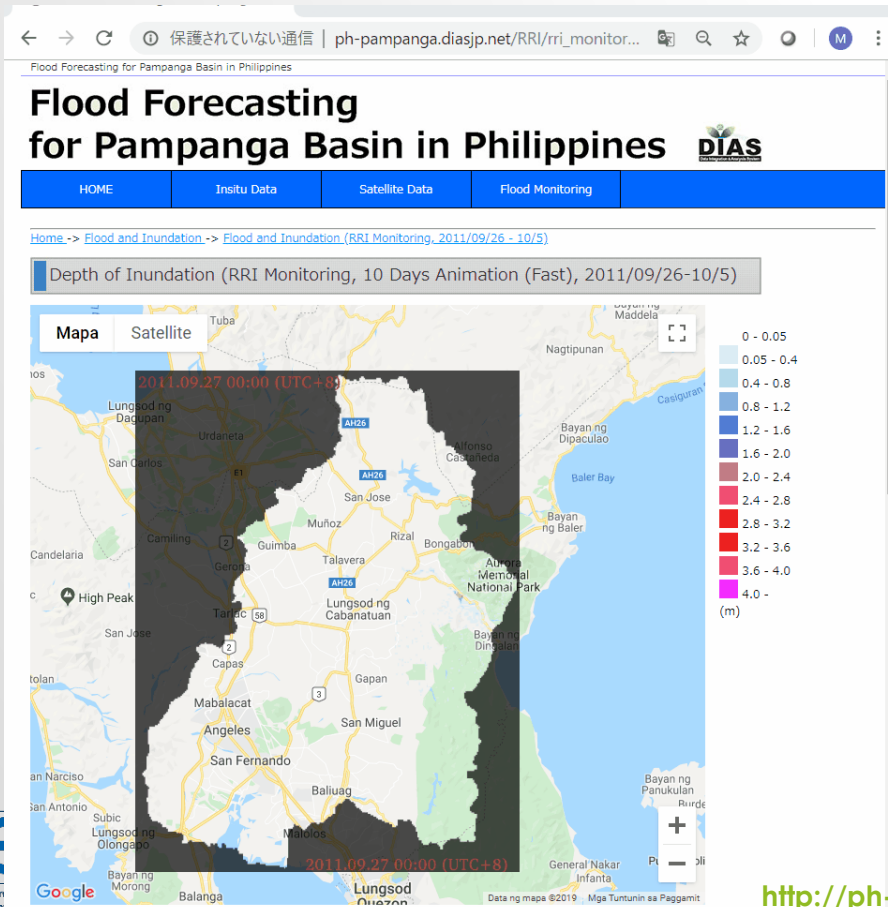 保護されていない通信 | ph-pampanga.diasjp.net/RRI/rri_monitor...
M
Flood Forecasting for Pampanga Basin in Philippines
Flood Forecasting
for Pampanga Basin in Philippines
DIAS
HOME Insitu Data Satellite Data Flood Monitoring
Home -> Flood and Inundation -> Flood and Inundation (RRI Monitoring, 2011/09/26 - 10/5)
Depth of Inundation (RRI Monitoring, 10 Days Animation (Fast), 2011/09/26-10/5)
Mapa Satellite
Tuba
Maddela
Nagtipunan
2011.09.27 00:00 (UTC+8)
Casiguran
Lungsod ng
Dagupan
AH26
Urdaneta
Bayan ng
Dipaculao
Alfonso
Castañeda
San Carlos
E1
AH26
Baler Bay
San Jose
Muñoz
Bayan
ng Baler
Camiling
2
Guimba
Rizal
Bongabon
Candelaria
Gerona
Talavera
Aurora
Memorial
National Park
AH26
High Peak
Tarlac
58
Lungsod ng
Cabanatuan
San Jose
2
Bayan ng
Dingalan
Capas
Gapan
3
Mabalacat
San Miguel
Angeles
San Fernando
an Narciso
Baliuag
Bayan ng
Panukulan
San Antonio
Subic
Burde
Lungsod ng
Olongapo
Malolos
2011.09.27 00:00 (UTC+8)
General Nakar
Infanta
Bayan ng
Morong
Google
Balanga
Lungsod
Quezon
Data ng mapa ©2019 Mga Tuntunin sa Paggamit
0 - 0.05
0.05 - 0.4
0.4 - 0.8
0.8 - 1.2
1.2 - 1.6
1.6 - 2.0
2.0 - 2.4
2.4 - 2.8
2.8 - 3.2
3.2 - 3.6
3.6 - 4.0
4.0 -
(m)
http://ph-